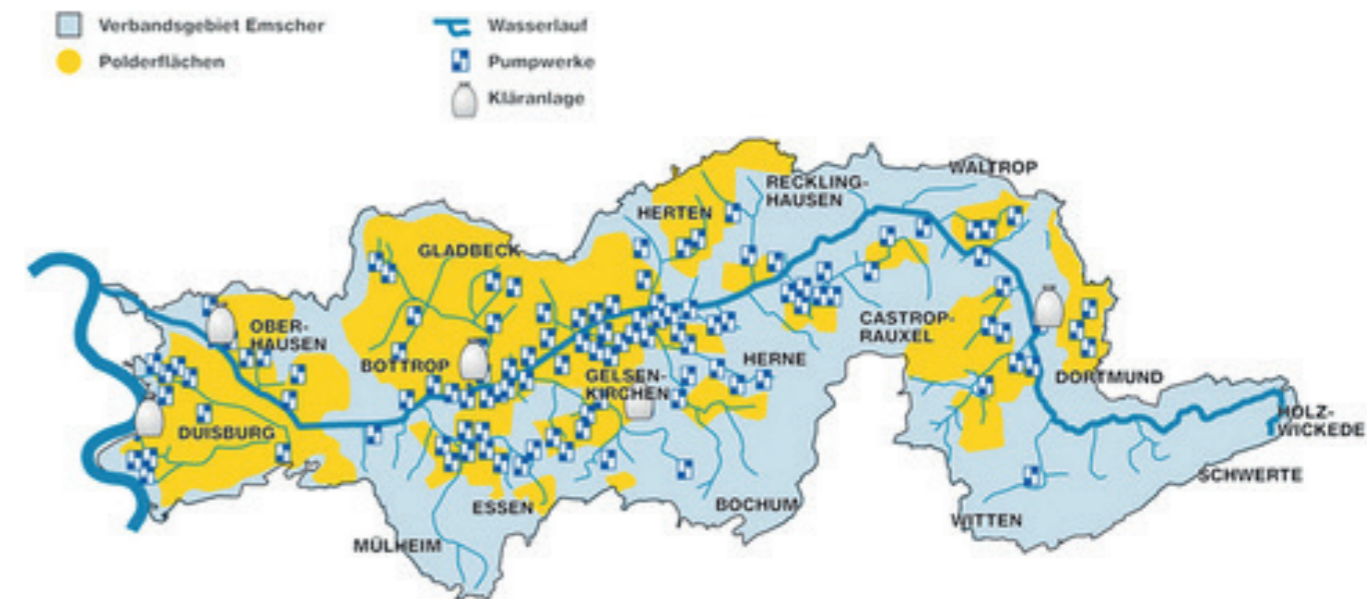 Verbandsgebiet Emscher
Polderflächen
Wasserlauf
Pumpwerke
Kläranlage
WALTROP
RECKLING-
HAUSEN
HERTEN
GLADBECK
OBER-
HAUSEN
CASTROP-
RAUXEL
BOTTROP
HERNE
GELSEN-
KIRCHEN
DORTMUND
HOLZ-
WICKEDE
DUISBURG
SCHWERTE
ESSEN
BOCHUM
WITTEN
MÜLHEIM